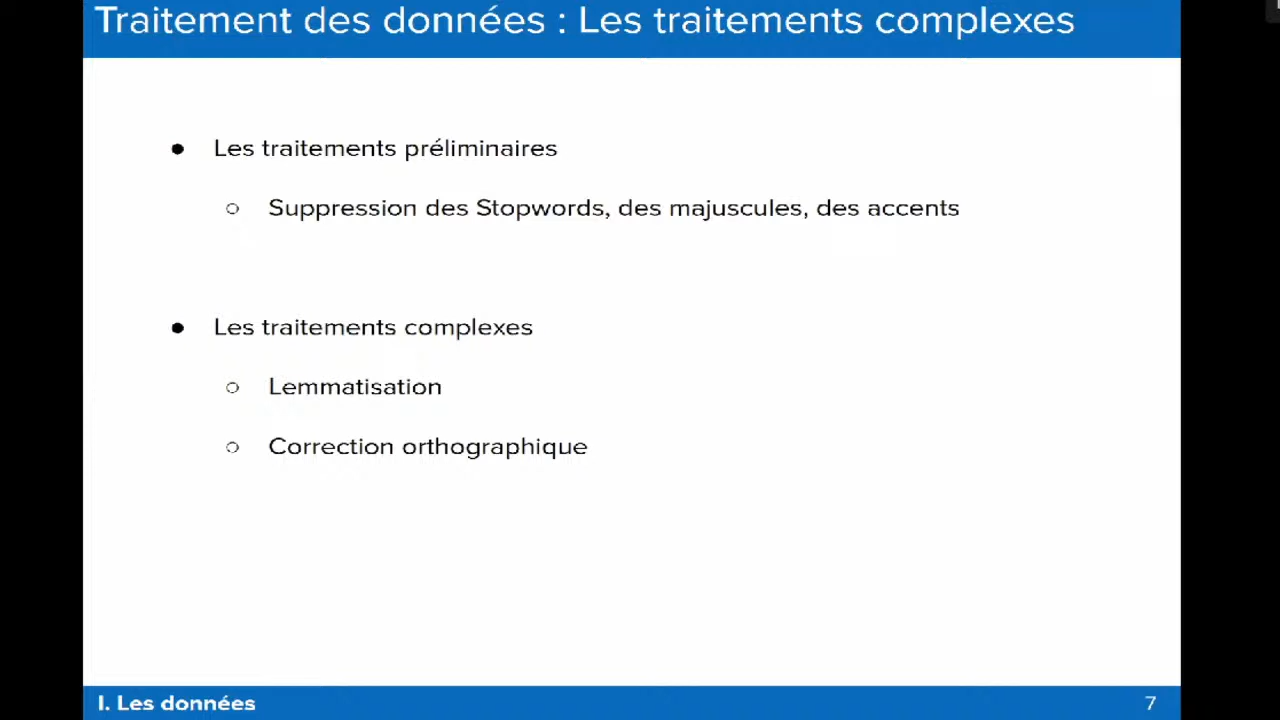 Traitement des données : Les traitements complexes
● Les traitements préliminaires
○ Suppression des Stopwords, des majuscules, des accents
● Les traitements complexes
○ Lemmatisation
○ Correction orthographique
I. Les données
7